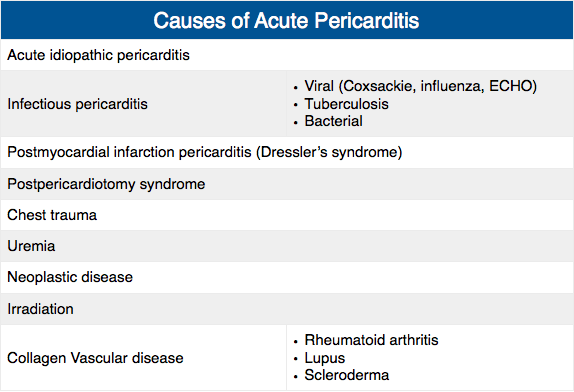 Causes of Acute Pericarditis
Acute idiopathic pericarditis
Infectious pericarditis
• Viral (Coxsackie, influenza, ECHO)
• Tuberculosis
• Bacterial
Postmyocardial infarction pericarditis (Dressler’s syndrome)
Postpericardiotomy syndrome
Chest trauma
Uremia
Neoplastic disease
Irradiation
Collagen Vascular disease
• Rheumatoid arthritis
• Lupus
• Scleroderma